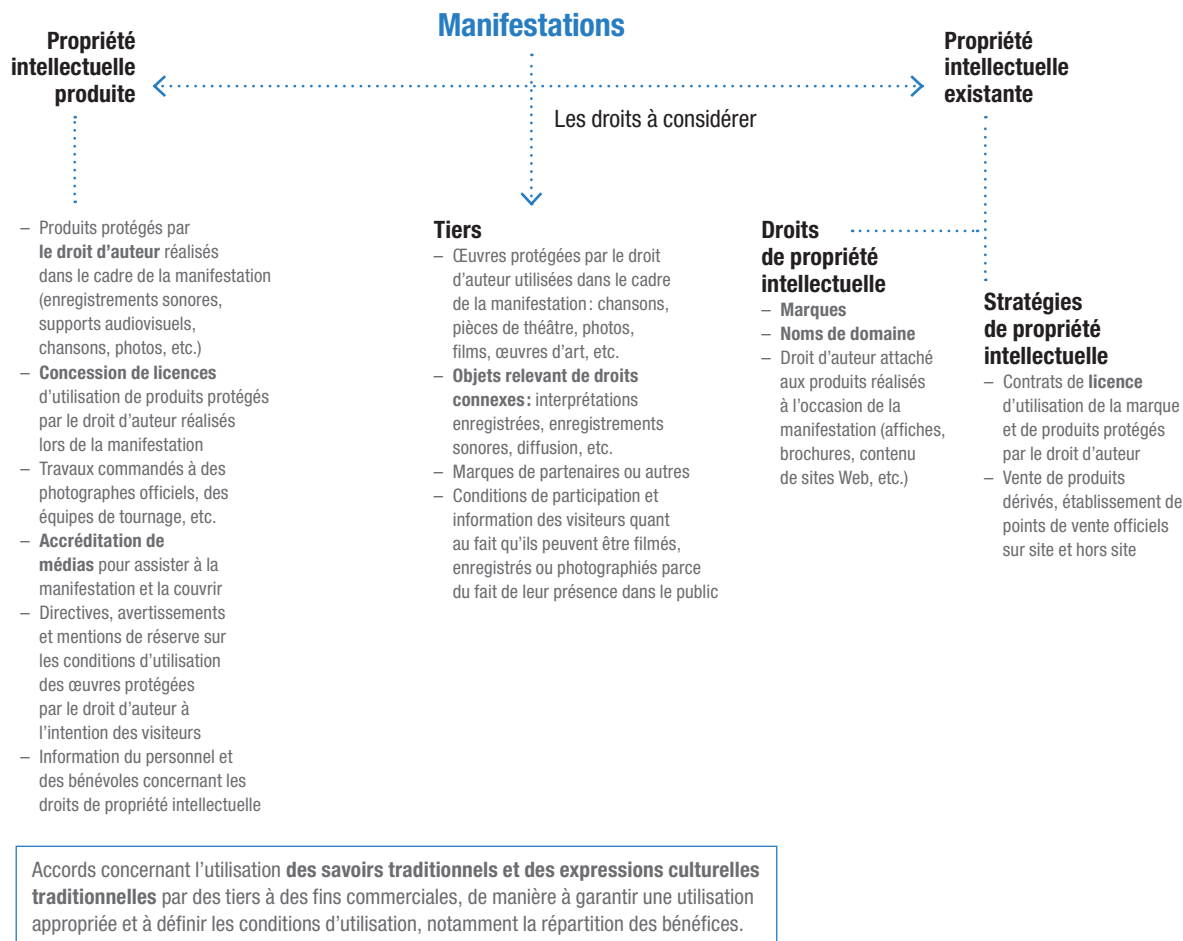 Manifestations
Propriété
intellectuelle
produite
Propriété
intellectuelle
existante
Les droits à considérer
– Produits protégés par
le droit d'auteur réalisés
dans le cadre de la manifestation
(enregistrements sonores,
supports audiovisuels,
chansons, photos, etc.)
– Concession de licences
d'utilisation de produits protégés
par le droit d'auteur réalisés
lors de la manifestation
– Travaux commandés à des
photographes officiels, des
équipes de tournage, etc.
– Accréditation de
médias pour assister à la
manifestation et la couvrir
– Directives, avertissements
et mentions de réserve sur
les conditions d'utilisation
des œuvres protégées
par le droit d'auteur à
l'intention des visiteurs
– Information du personnel et
des bénévoles concernant les
droits de propriété intellectuelle
Tiers
– Œuvres protégées par le droit
d'auteur utilisées dans le cadre
de la manifestation : chansons,
pièces de théâtre, photos,
films, œuvres d'art, etc.
– Objets relevant de droits
connexes : interprétations
enregistrées, enregistrements
sonores, diffusion, etc.
– Marques de partenaires ou autres
– Conditions de participation et
information des visiteurs quant
au fait qu'ils peuvent être filmés,
enregistrés ou photographiés parce
du fait de leur présence dans le public
Droits
de propriété
intellectuelle
– Marques
– Noms de domaine
– Droit d'auteur attaché
aux produits réalisés
à l'occasion de la
manifestation (affiches,
brochures, contenu
de sites Web, etc.)
Stratégies
de propriété
intellectuelle
– Contrats de licence
d'utilisation de la marque
et de produits protégés
par le droit d'auteur
– Vente de produits
dérivés, établissement de
points de vente officiels
sur site et hors site
Accords concernant l'utilisation des savoirs traditionnels et des expressions culturelles
traditionnelles par des tiers à des fins commerciales, de manière à garantir une utilisation
appropriée et à définir les conditions d'utilisation, notamment la répartition des bénéfices.